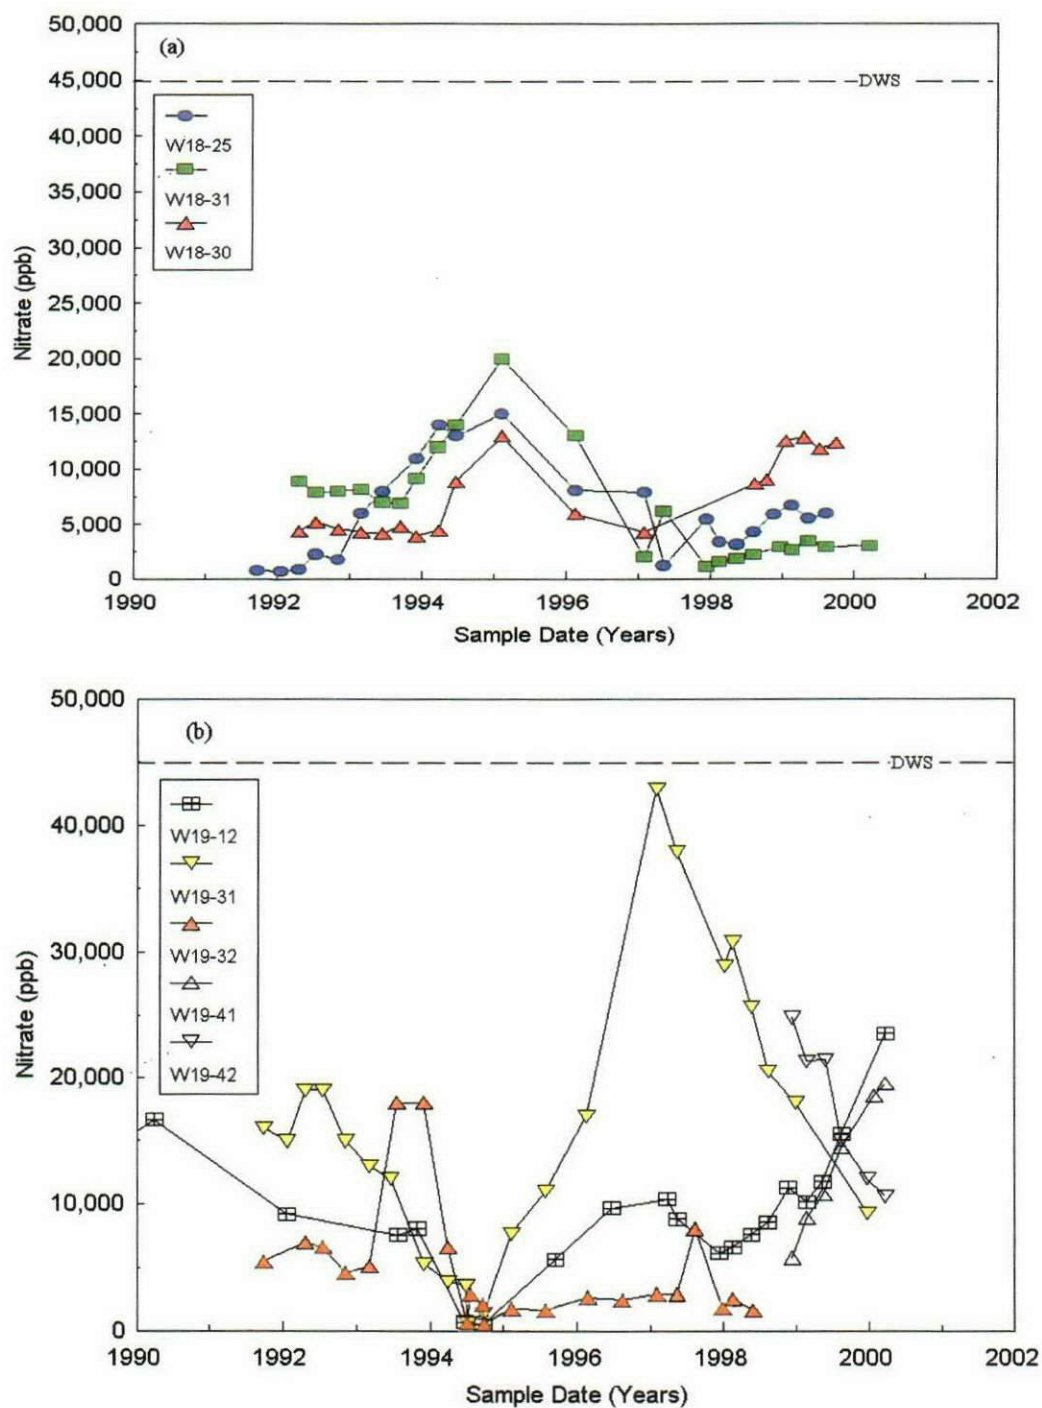 50,000
(a)
45,000
DWS
40,000
35,000
30,000
25,000
20,000
15,000
10,000
5,000
0
Nitrate (ppb)
W18-25
W18-31
W18-30
1990 1992 1994 1996 1998 2000 2002
Sample Date (Years)
50,000
(b)
DWS
40,000
30,000
20,000
10,000
0
Nitrate (ppb)
W19-12
W19-31
W19-32
W19-41
W19-42
1990 1992 1994 1996 1998 2000 2002
Sample Date (Years)